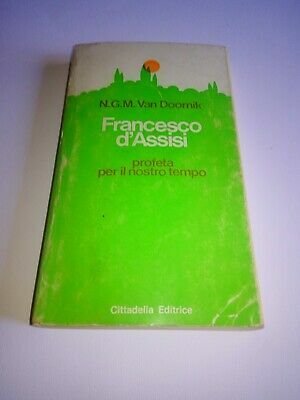 N.G.M. Van Doornik
Francesco
d'Assisi
profeta
per il nostro tempo
Cittadella Editrice